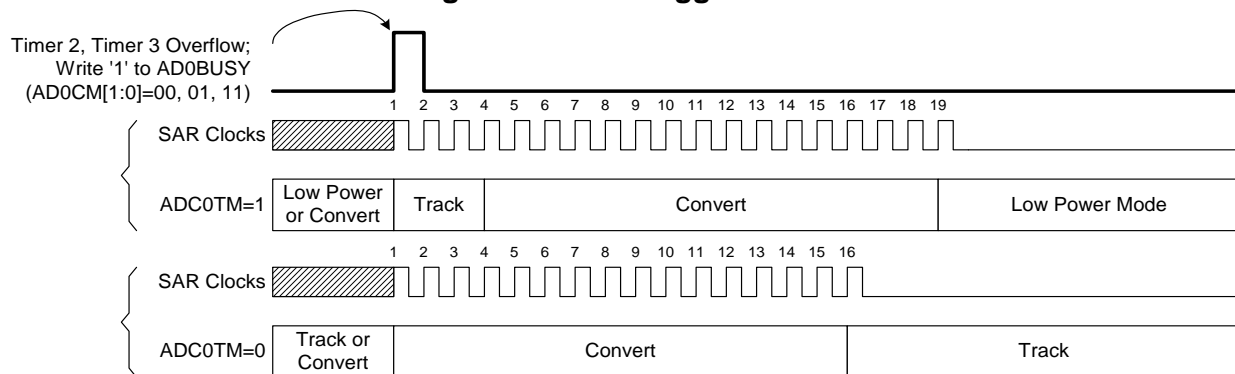 Timer 2, Timer 3 Overflow;
Write '1' to AD0BUSY
(AD0CM[1:0]=00, 01, 11)
1 2 3 4 5 6 7 8 9 10 11 12 13 14 15 16 17 18 19
SAR Clocks
ADC0TM=1
Low Power
or Convert
Track
Convert
Low Power Mode
1 2 3 4 5 6 7 8 9 10 11 12 13 14 15 16
SAR Clocks
ADC0TM=0
Track or
Convert
Convert
Track